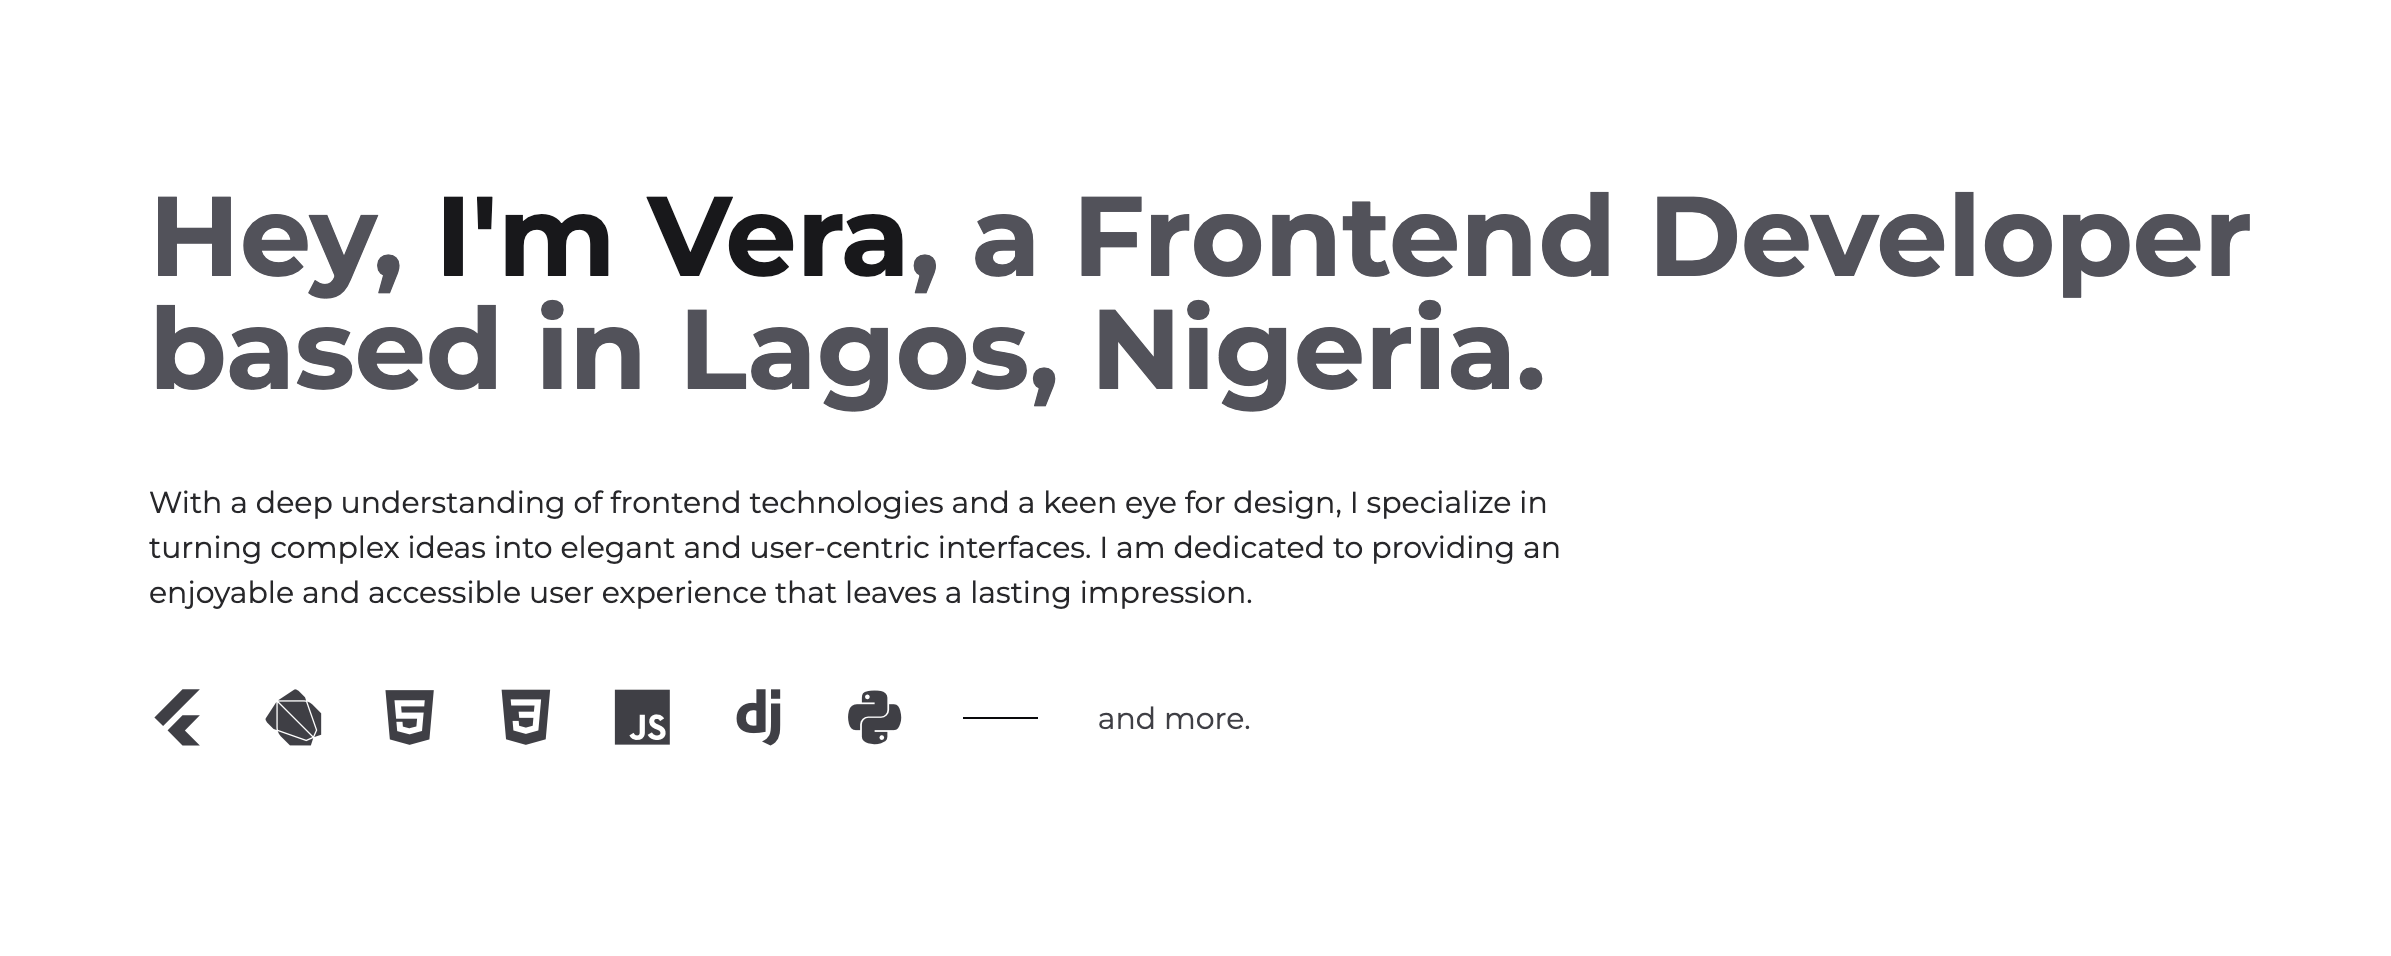 Hey, I'm Vera, a Frontend Developer
based in Lagos, Nigeria.
With a deep understanding of frontend technologies and a keen eye for design, I specialize in
turning complex ideas into elegant and user-centric interfaces. I am dedicated to providing an
enjoyable and accessible user experience that leaves a lasting impression.
5 3 JS dj and more.